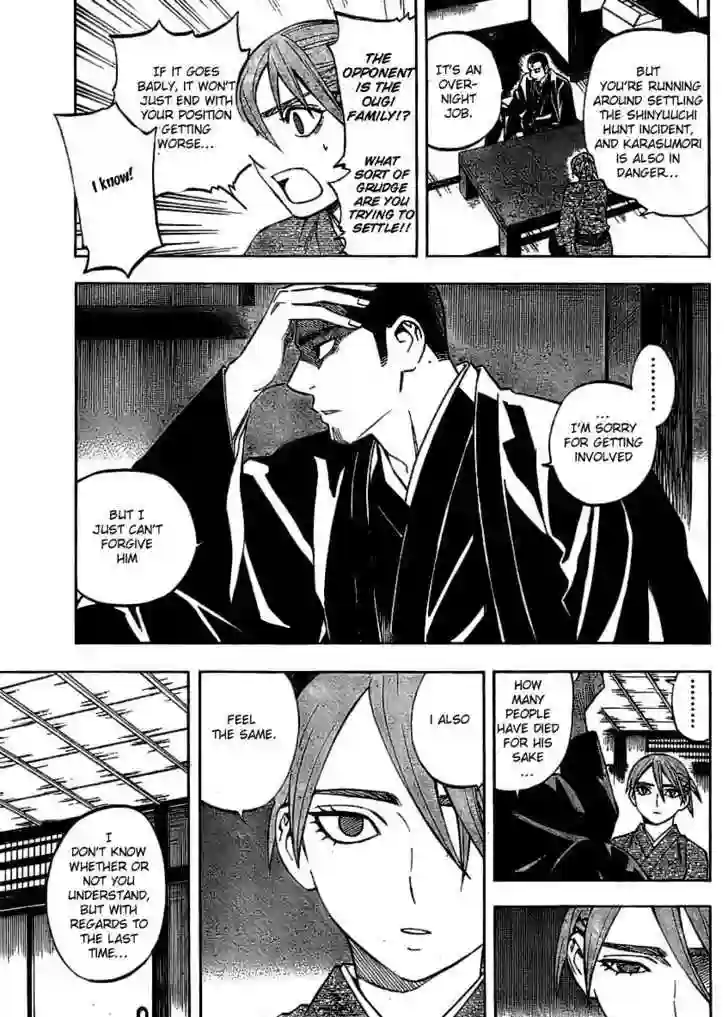 BUT
YOU'RE RUNNING
AROUND SETTLING
THE SHINYUUCHI
HUNT INCIDENT,
AND KARASUMORI
IS ALSO IN
DANGER...
IT'S AN
OVER-
NIGHT
JOB.
THE
OPPONENT
IS THE
OUGI
FAMILY!?
WHAT
SORT OF
GRUDGE
ARE YOU
TRYING TO
SETTLE!!
IF IT GOES
BADLY, IT WON'T
JUST END WITH
YOUR POSITION
GETTING
WORSE...
I know!
.........
...
I'M SORRY
FOR GETTING
INVOLVED
BUT I
JUST CAN'T
FORGIVE
HIM
.........
HOW
MANY
PEOPLE
HAVE DIED
FOR HIS
SAKE
...
I ALSO
FEEL
THE SAME.
I
DON'T KNOW
WHETHER OR
NOT YOU
UNDERSTAND,
BUT WITH
REGARDS TO
THE LAST
TIME...